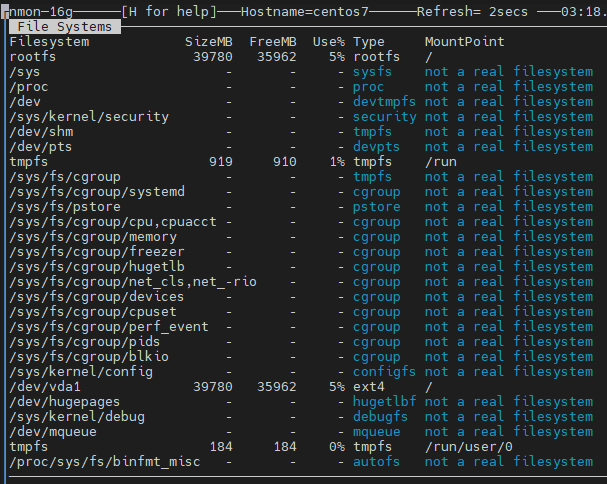 nmon─16g──────[H for help]───Hostname=centos7──────Refresh= 2secs ───03:18.
File Systems
Filesystem SizeMB FreeMB Use% Type MountPoint
rootfs 39780 35962 5% rootfs /
/sys - - - sysfs not a real filesystem
/proc - - - proc not a real filesystem
/dev - - - devtmpfs not a real filesystem
/sys/kernel/security - - - security not a real filesystem
/dev/shm - - - tmpfs not a real filesystem
/dev/pts - - - devpts not a real filesystem
tmpfs 919 910 1% tmpfs /run
/sys/fs/cgroup - - - tmpfs not a real filesystem
/sys/fs/cgroup/systemd - - - cgroup not a real filesystem
/sys/fs/pstore - - - pstore not a real filesystem
/sys/fs/cgroup/cpu,cpuacct - - - cgroup not a real filesystem
/sys/fs/cgroup/memory - - - cgroup not a real filesystem
/sys/fs/cgroup/freezer - - - cgroup not a real filesystem
/sys/fs/cgroup/hugetlb - - - cgroup not a real filesystem
/sys/fs/cgroup/net_cls,net_-rio - - cgroup not a real filesystem
/sys/fs/cgroup/devices - - - cgroup not a real filesystem
/sys/fs/cgroup/cpuset - - - cgroup not a real filesystem
/sys/fs/cgroup/perf_event - - - cgroup not a real filesystem
/sys/fs/cgroup/pids - - - cgroup not a real filesystem
/sys/fs/cgroup/blkio - - - cgroup not a real filesystem
/sys/kernel/config - - - configfs not a real filesystem
/dev/vda1 39780 35962 5% ext4 /
/dev/hugepages - - - hugetlbf not a real filesystem
/sys/kernel/debug - - - debugfs not a real filesystem
/dev/mqueue - - - mqueue not a real filesystem
tmpfs 184 184 0% tmpfs /run/user/0
/proc/sys/fs/binfmt_misc - - - autofs not a real filesystem